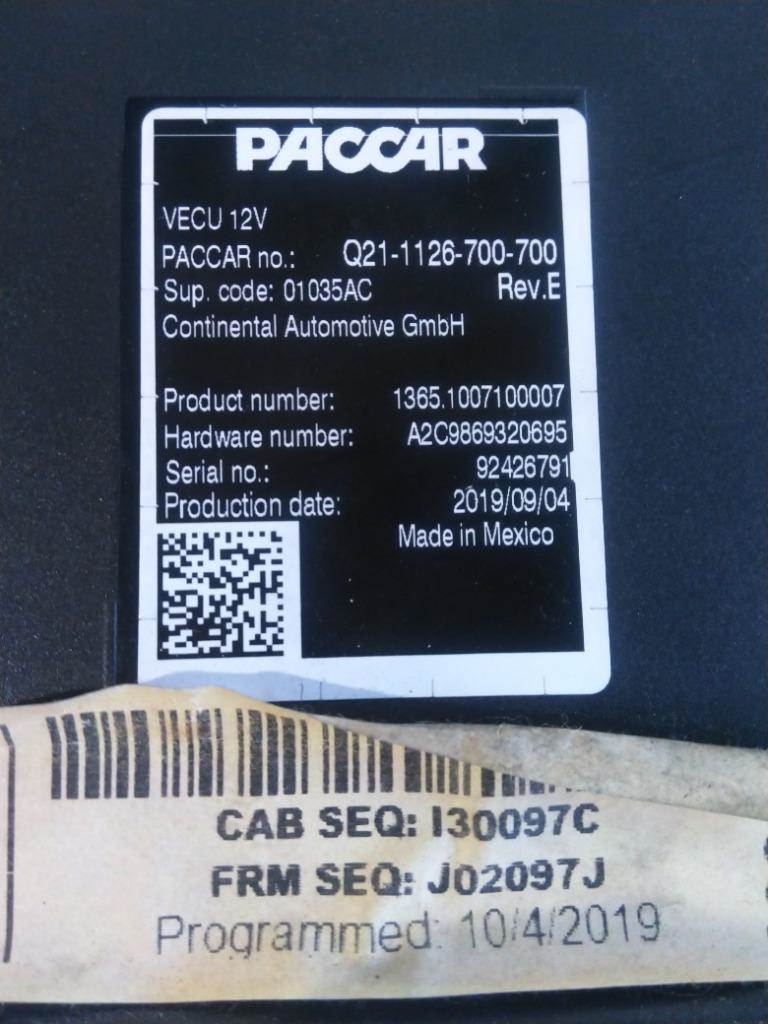 PACCAR
VECU 12V
PACCAR no.: Q21-1126-700-700
Sup. code: 01035AC Rev.E
Continental Automotive GmbH
Product number: 1365.1007100007
Hardware number: A2C9869320695
Serial no.: 92426791
Production date: 2019/09/04
Made in Mexico
CAB SEQ: I30097C
FRM SEQ: J02097J
Programmed: 10/4/2019